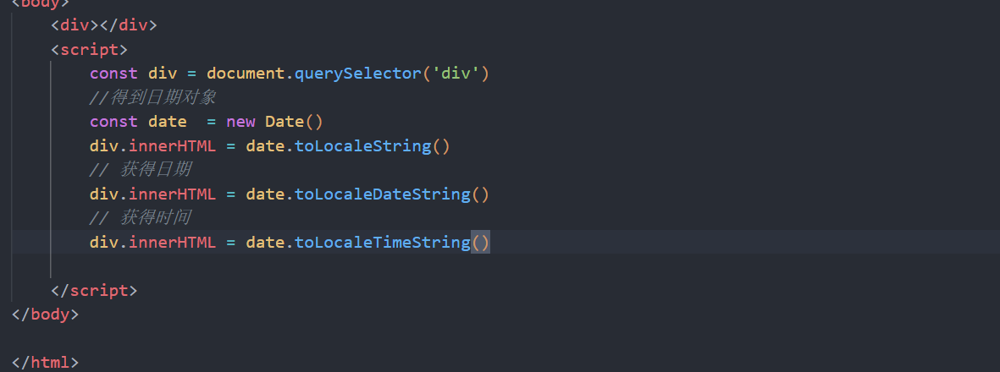 <body>
<div></div>
<script>
const div = document.querySelector('div')
//得到日期对象
const date  = new Date()
div.innerHTML = date.toLocaleString()
// 获得日期
div.innerHTML = date.toLocaleDateString()
// 获得时间
div.innerHTML = date.toLocaleTimeString()
</script>
</body>
</html>